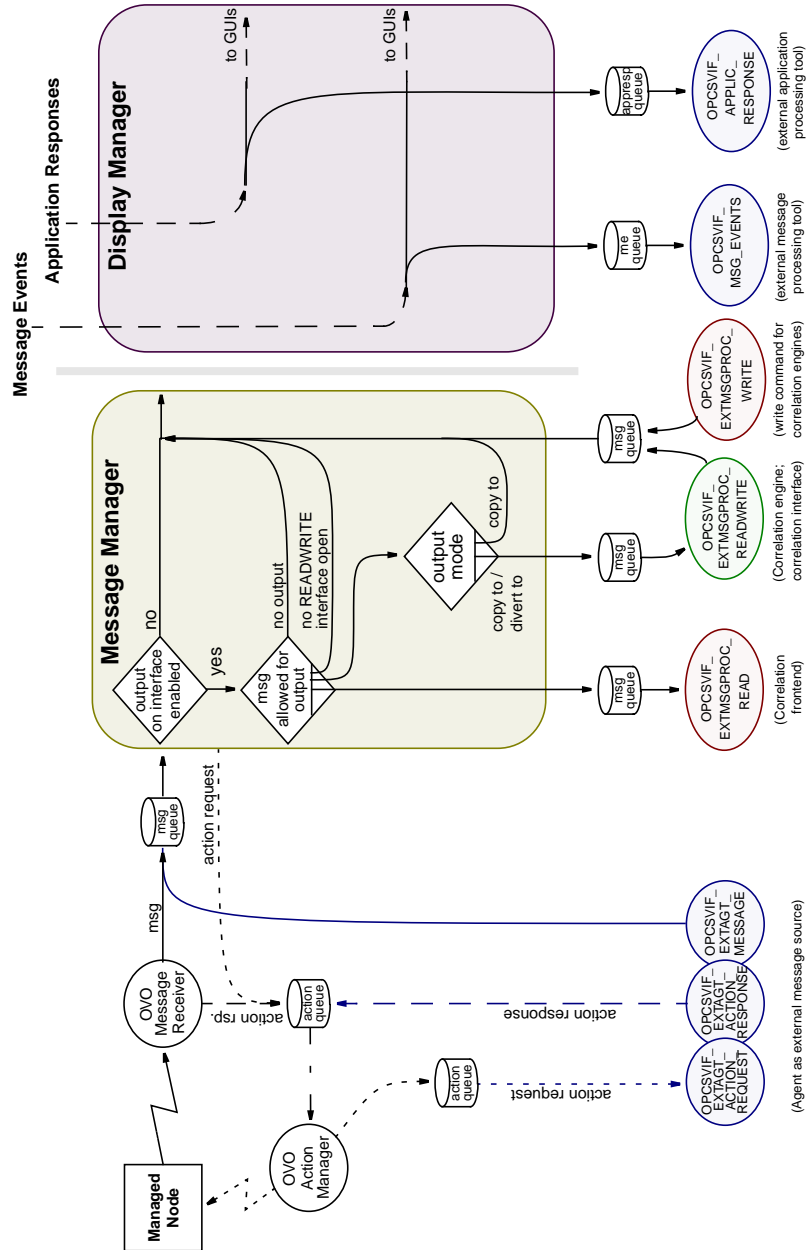 Message Events
Application Responses
Display Manager
to GUIs
to GUIs
appresp
queue
me
queue
OPCSVIF_
APPLIC_
RESPONSE
(external application
processing tool)
OPCSVIF_
MSG_EVENTS
(external message
processing tool)
Message Manager
output
on interface
enabled
no
yes
msg
allowed for
output
no output
no READWRITE
interface open
output
mode
copy to
copy to /
divert to
msg
queue
msg
queue
msg
queue
OPCSVIF_
EXTMSGPROC_
WRITE
(write command for
correlation engines)
OPCSVIF_
EXTMSGPROC_
READWRITE
(Correlation engine;
correlation interface)
OPCSVIF_
EXTMSGPROC_
READ
(Correlation
frontend)
Managed
Node
OVO
Message
Receiver
msg
msg
queue
action request
action rsp.
action
queue
OVO
Action
Manager
action
queue
action response
action request
OPCSVIF_
EXTAGT_
MESSAGE
OPCSVIF_
EXTAGT_
ACTION_
RESPONSE
OPCSVIF_
EXTAGT_
ACTION_
REQUEST
(Agent as external message source)